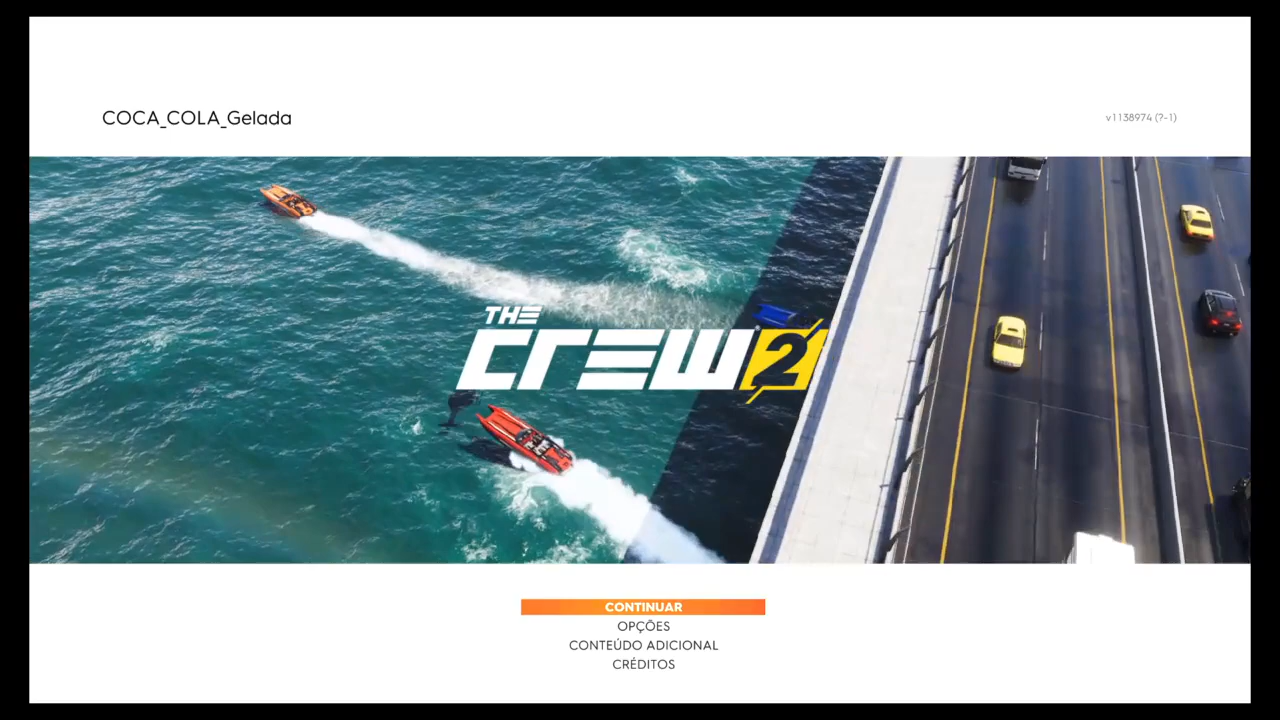 COCA_COLA_Gelada
v1138974 (?-1)
THE
CREW 2
CONTINUAR
OPÇÕES
CONTEÚDO ADICIONAL
CRÉDITOS